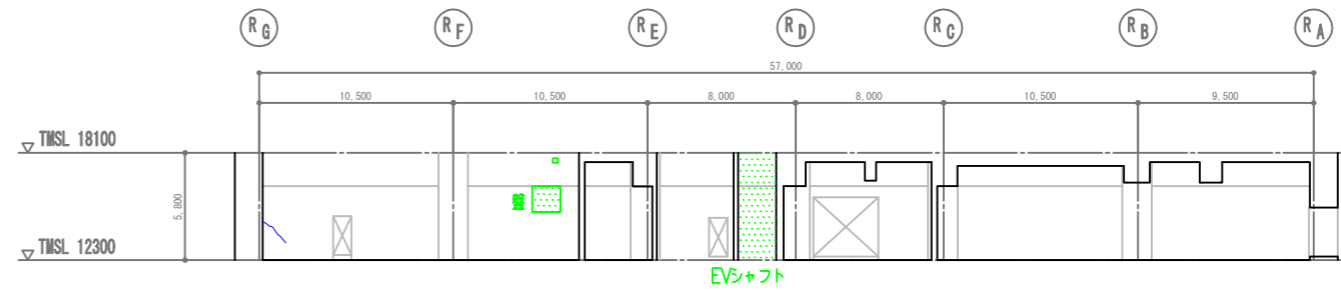 RG RF RE RD RC RB RA
57,000
10,500 10,500 8,000 8,000 10,500 9,500
TMSL 18100
5,800
TMSL 12300
EVシャフト